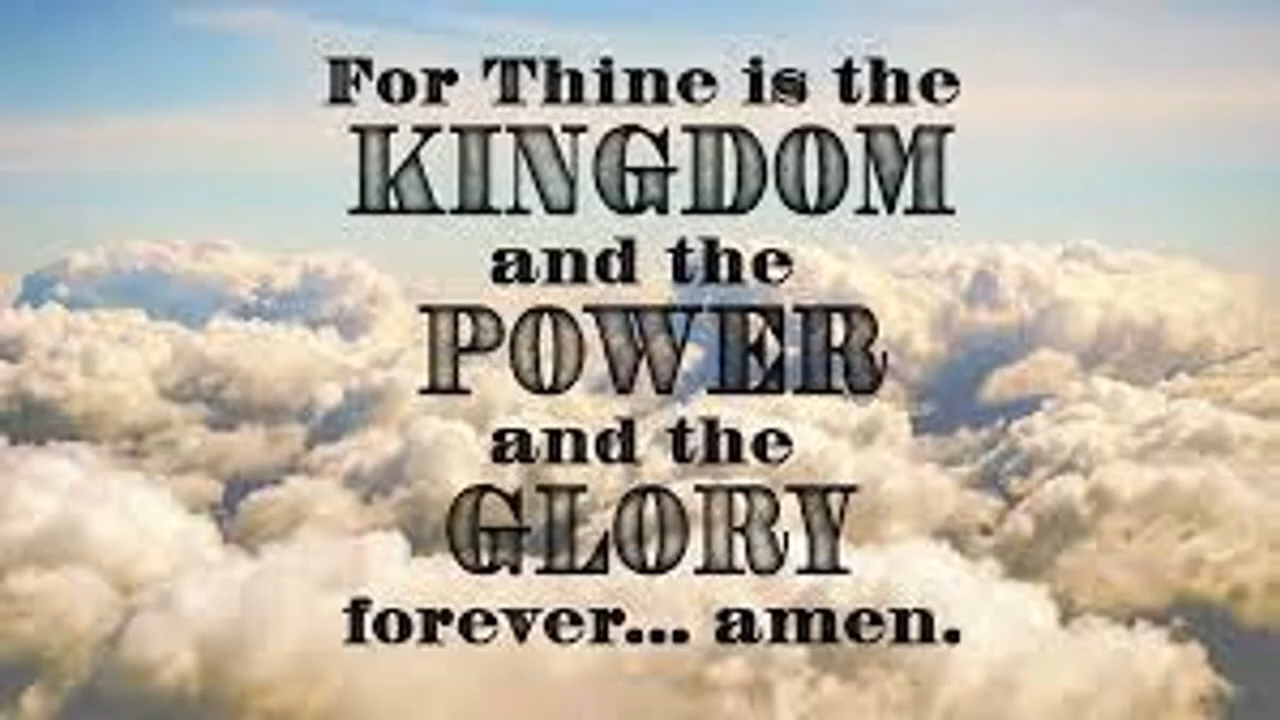 For Thine is the
KINGDOM
and the
POWER
and the
GLORY
forever... amen.